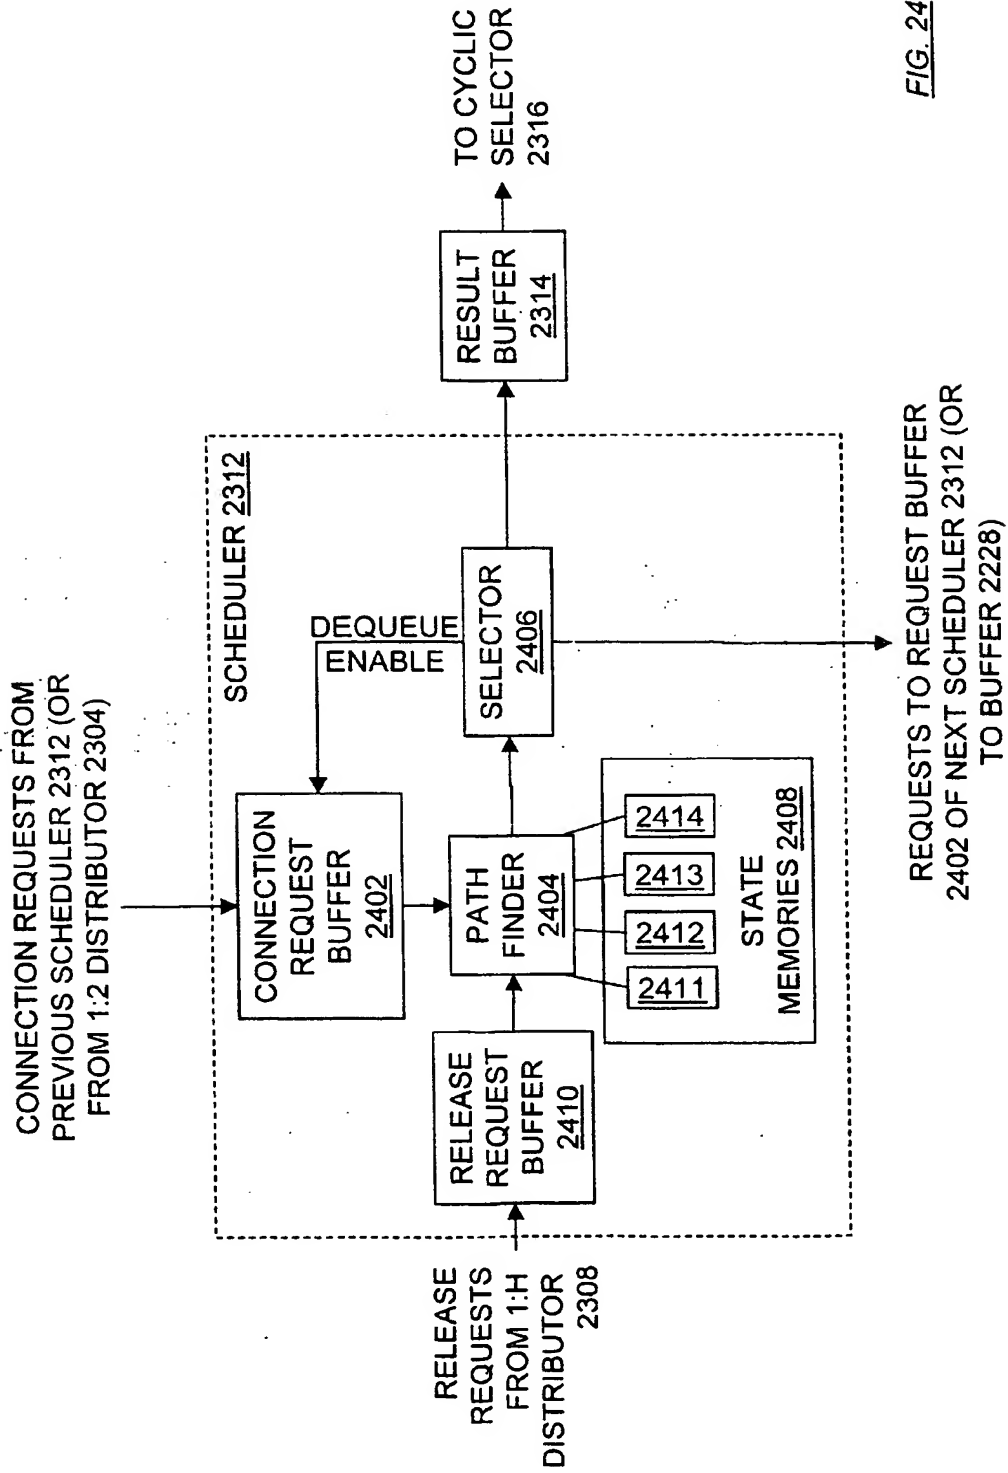 CONNECTION REQUESTS FROM
PREVIOUS SCHEDULER 2312 (OR
FROM 1:2 DISTRIBUTOR 2304)
SCHEDULER 2312
CONNECTION
REQUEST
BUFFER
2402
DEQUEUE
ENABLE
RELEASE
REQUESTS
FROM 1:H
DISTRIBUTOR
2308
RELEASE
REQUEST
BUFFER
2410
PATH
FINDER
2404
SELECTOR
2406
RESULT
BUFFER
2314
TO CYCLIC
SELECTOR
2316
2411
2412
2413
2414
STATE
MEMORIES 2408
REQUESTS TO REQUEST BUFFER
2402 OF NEXT SCHEDULER 2312 (OR
TO BUFFER 2228)
FIG. 24